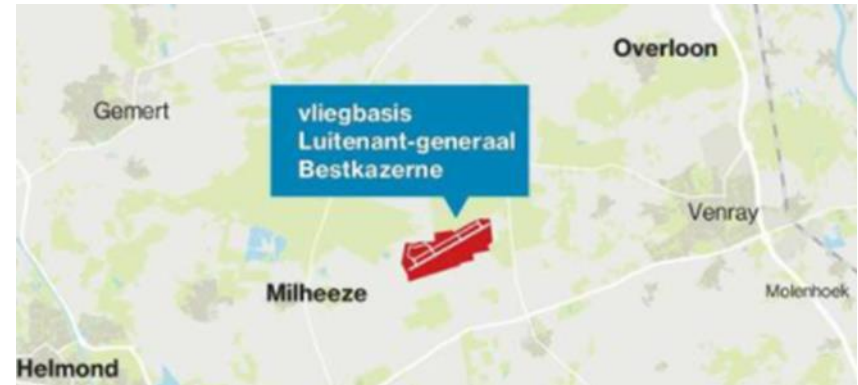 Overloon
Gemert
vliegbasis
Luitenant-generaal
Bestkazerne
Venray
Milheeze
Molenhoek
Helmond